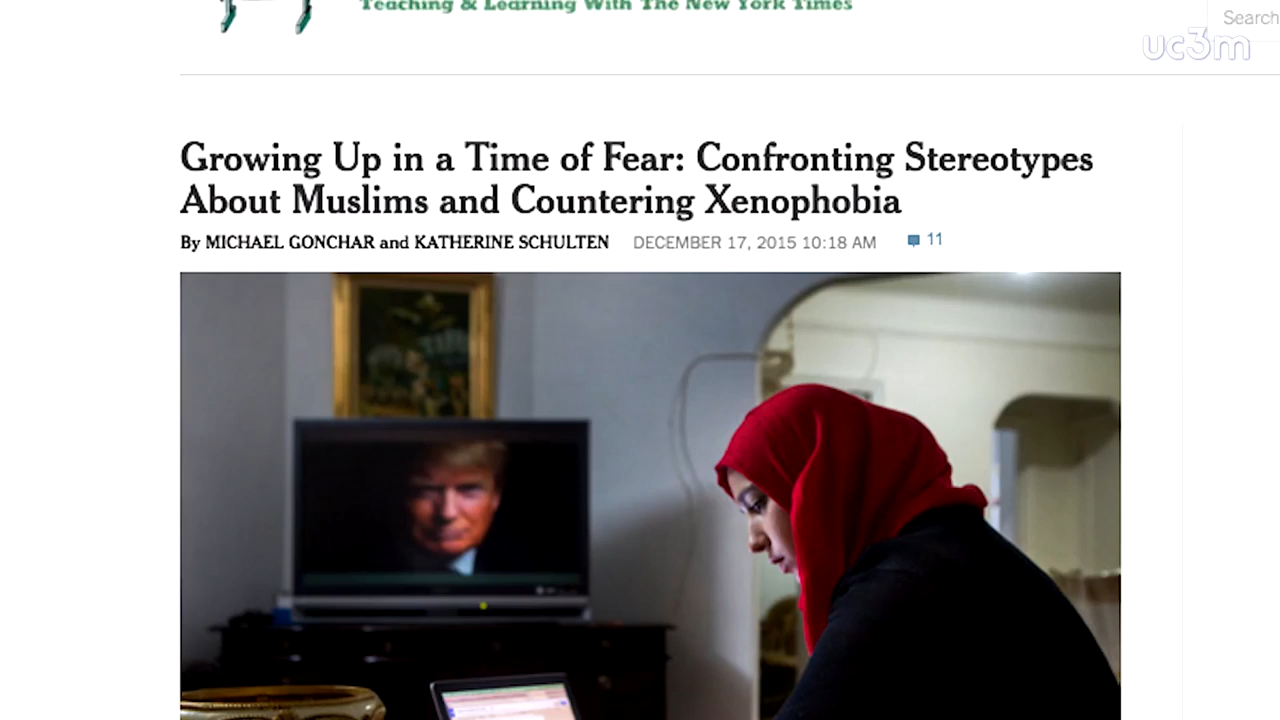 Teaching & Learning With The New York Times
Search
uc3m
Growing Up in a Time of Fear: Confronting Stereotypes
About Muslims and Countering Xenophobia
By MICHAEL GONCHAR and KATHERINE SCHULTEN DECEMBER 17, 2015 10:18 AM 11